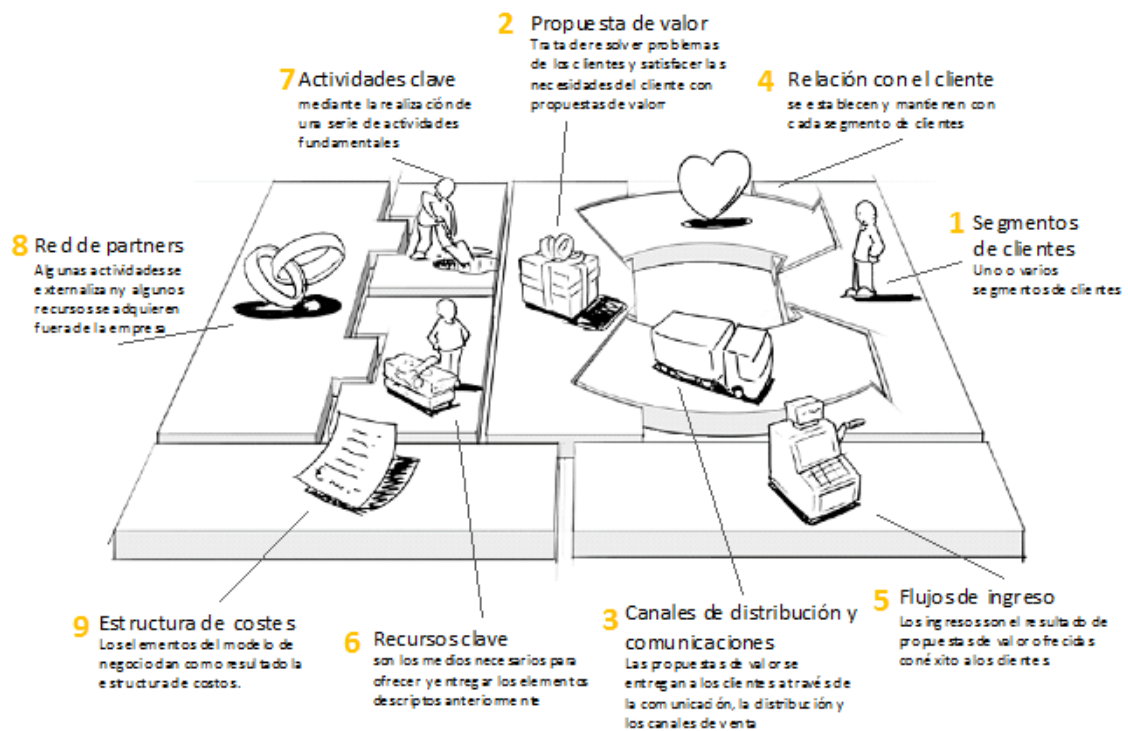 2 Propuesta de valor
Trata de resolver problemas
de los clientes y satisfacer las
necesidades del cliente con
propuestas de valorr
7 Actividades clave
mediante la realización de
una serie de actividades
fundamentales
4 Relación con el cliente
se establecen y mantienen con
cada segmento de clientes
8 Red de partners
Algunas actividades se
externalizan y algunos
recursos se adquieren
fuera de la empresa
1 Segmentos
de clientes
Uno o varios
segmentos de clientes
9 Estructura de costes
Los elementos del modelo de
negocio dan como resultado la
estructura de costos.
6 Recursos clave
son los medios necesarios para
ofrecer y entregar los elementos
descriptos anteriormente
3 Canales de distribución y
comunicaciones
Las propuestas de valor se
entregan a los clientes a través de
la comunicación, la distribución y
los canales de venta
5 Flujos de ingreso
Los ingresos son el resultado de
propuestas de valor ofrecidas
con éxito a los clientes